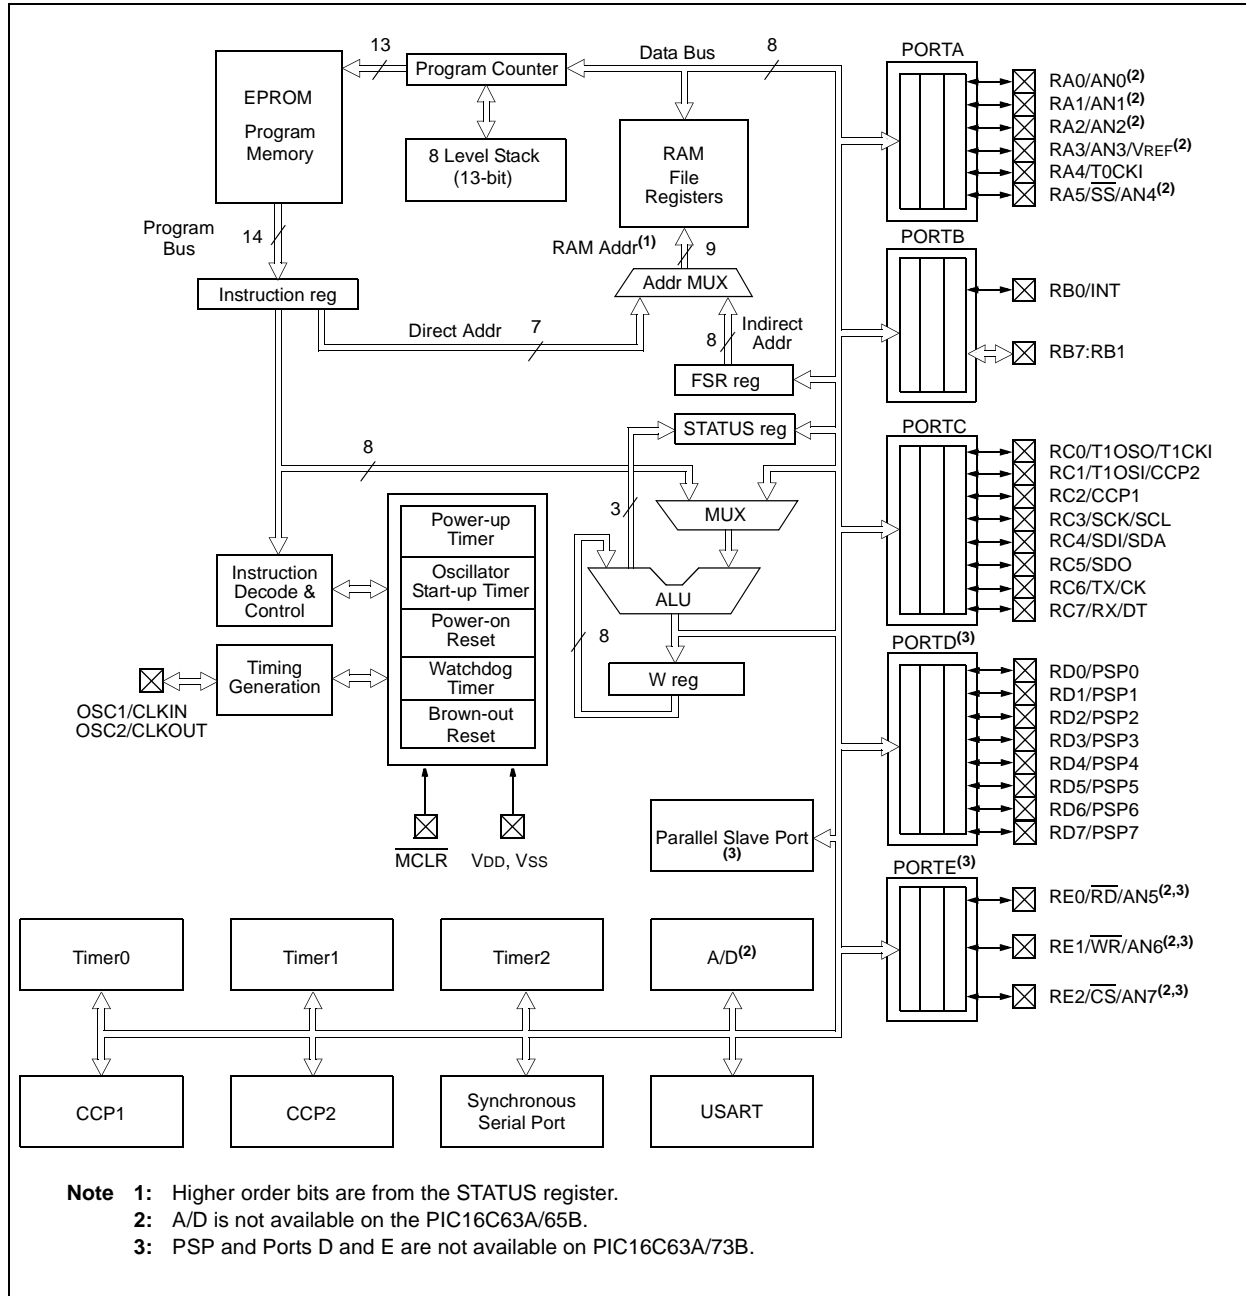 13
Data Bus
8
PORTA
EPROM
Program
Memory
Program Counter
8 Level Stack
(13-bit)
RAM
File
Registers
RA0/AN0(2)
RA1/AN1(2)
RA2/AN2(2)
RA3/AN3/VREF(2)
RA4/T0CKI
RA5/SS/AN4(2)
Program
Bus
14
RAM Addr(1)
9
PORTB
Instruction reg
Addr MUX
RB0/INT
Direct Addr
7
8
Indirect
Addr
RB7:RB1
FSR reg
STATUS reg
PORTC
8
3
MUX
RC0/T1OSO/T1CKI
RC1/T1OSI/CCP2
RC2/CCP1
RC3/SCK/SCL
RC4/SDI/SDA
RC5/SDO
RC6/TX/CK
RC7/RX/DT
Power-up
Timer
Oscillator
Start-up Timer
Power-on
Reset
Watchdog
Timer
Brown-out
Reset
Instruction
Decode &
Control
ALU
8
W reg
Timing
Generation
OSC1/CLKIN
OSC2/CLKOUT
PORTD(3)
RD0/PSP0
RD1/PSP1
RD2/PSP2
RD3/PSP3
RD4/PSP4
RD5/PSP5
RD6/PSP6
RD7/PSP7
MCLR
VDD, VSS
Parallel Slave Port
(3)
PORTE(3)
RE0/RD/AN5(2,3)
RE1/WR/AN6(2,3)
RE2/CS/AN7(2,3)
Timer0
Timer1
Timer2
A/D(2)
CCP1
CCP2
Synchronous
Serial Port
USART
Note 1: Higher order bits are from the STATUS register.
2: A/D is not available on the PIC16C63A/65B.
3: PSP and Ports D and E are not available on PIC16C63A/73B.